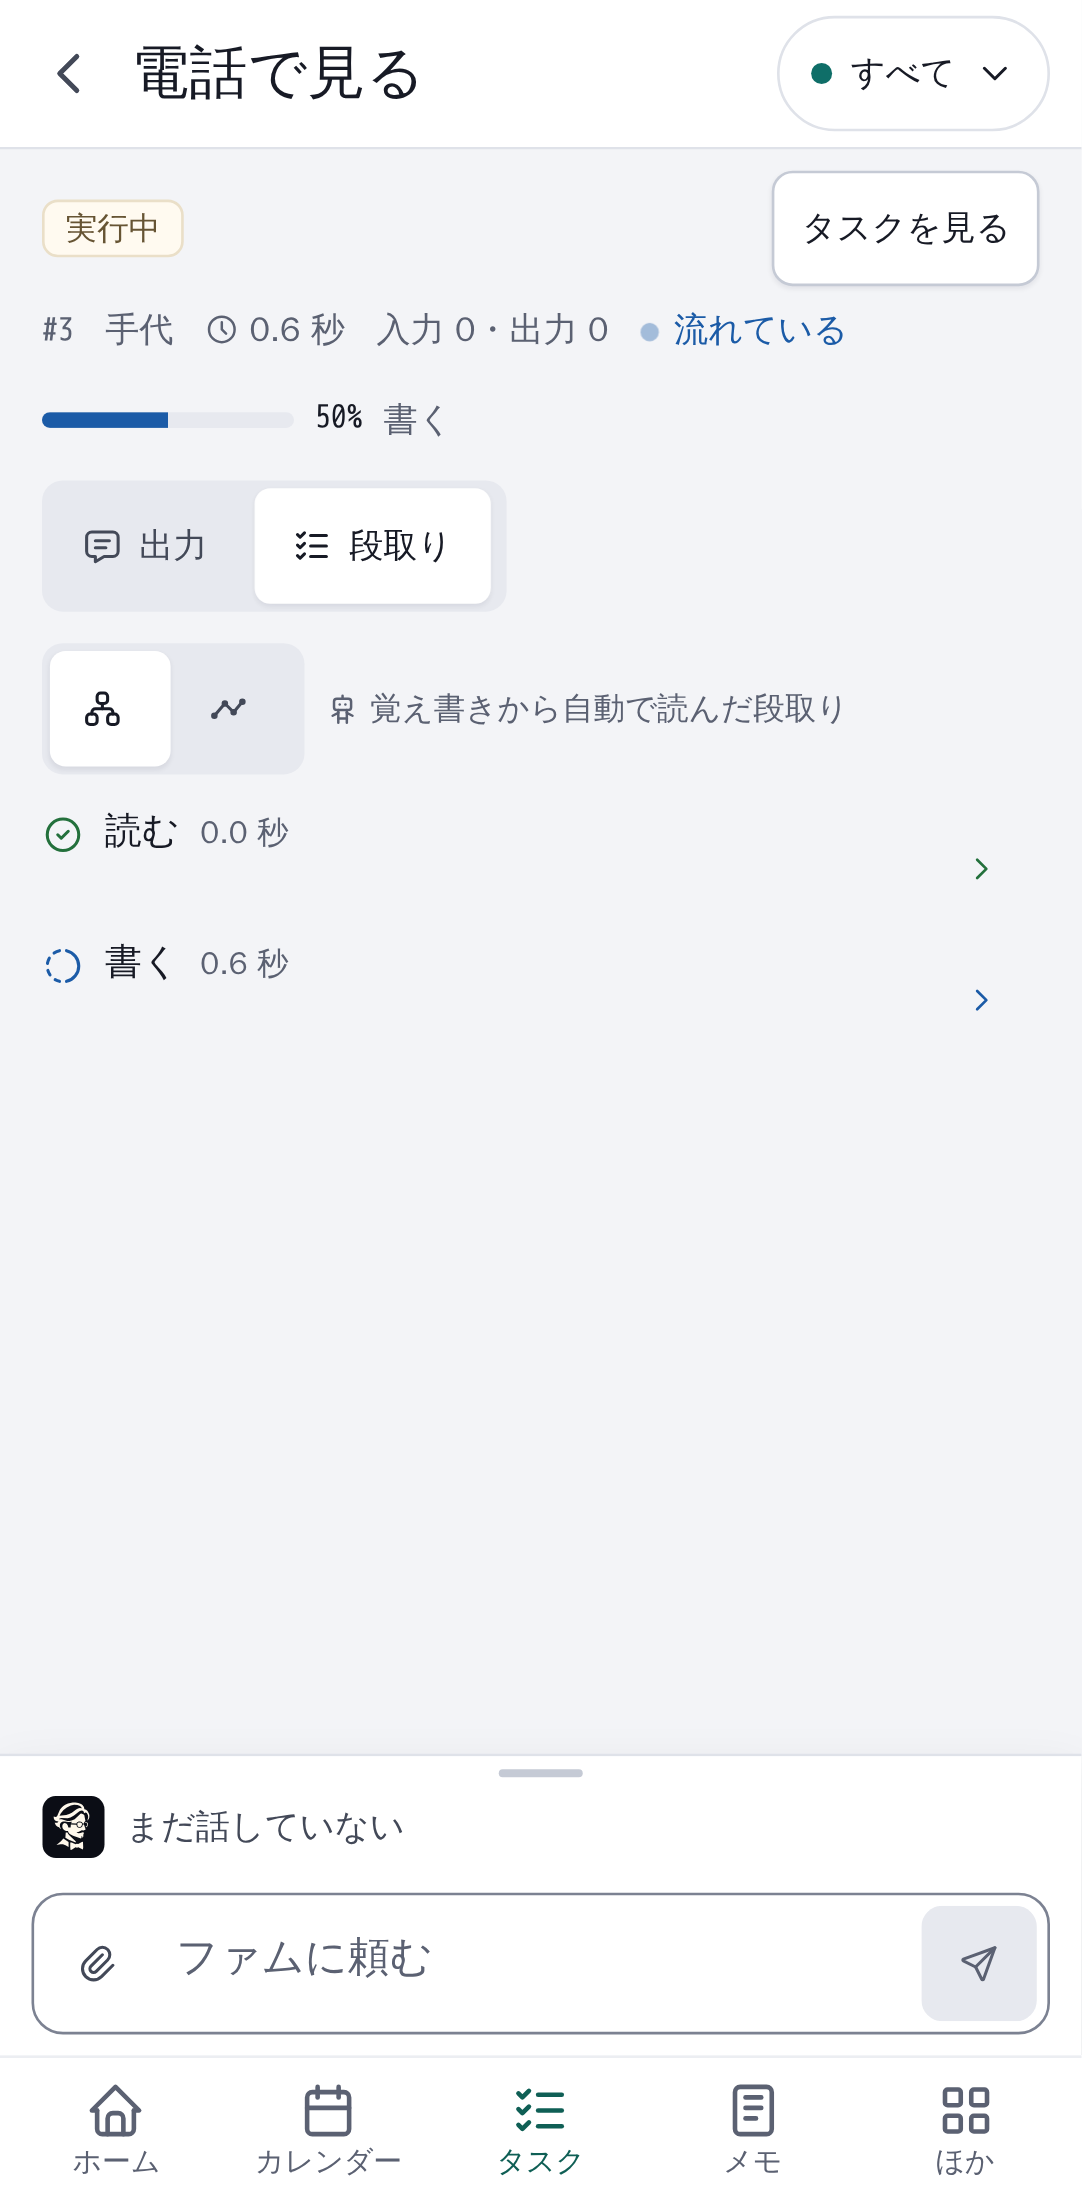 電話で見る
すべて
実行中
タスクを見る
#3 手代 0.6 秒 入力 0・出力 0 流れている
50% 書く
出力 段取り
覚え書きから自動で読んだ段取り
読む 0.0 秒
書く 0.6 秒
まだ話していない
ファムに頼む
ホーム カレンダー タスク メモ ほか